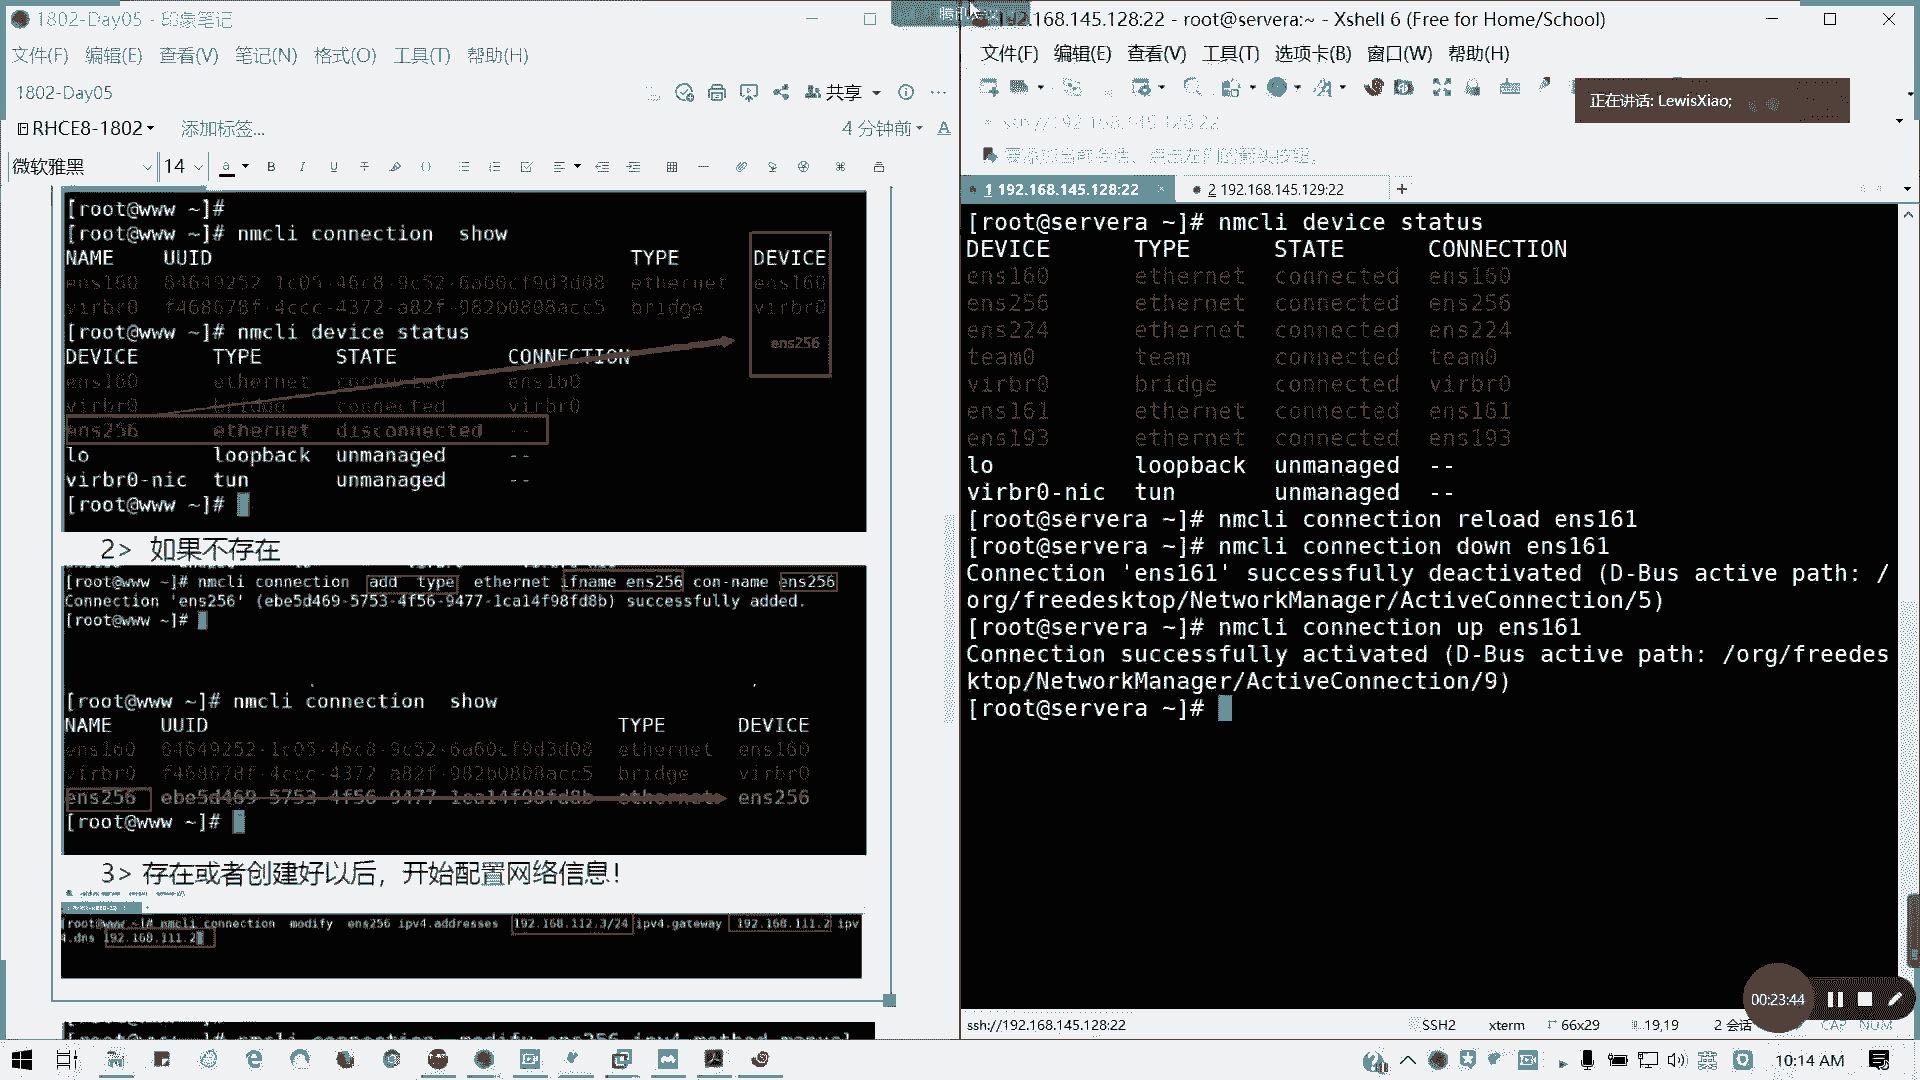 1802-Day05 - 印象笔记
文件(F) 编辑(E) 查看(V) 笔记(N) 格式(O) 工具(T) 帮助(H)
1802-Day05
共享
RHCE8-1802
添加标签...
4 分钟前
微软雅黑 14
[root@www ~]#
[root@www ~]# nmcli connection  show
NAME UUID TYPE DEVICE
ens160 84649252-1c05-46c8-9c52-6a60cf9d3d08 ethernet ens160
virbr0 f468678f-4ccc-4372-a82f-982b0808acc5 bridge virbr0
[root@www ~]# nmcli device status
ens256
DEVICE TYPE STATE CONNECTION
ens160 ethernet connected ens160
virbr0 bridge connected virbr0
ens256 ethernet disconnected --
lo loopback unmanaged --
virbr0-nic tun unmanaged --
[root@www ~]#
2> 如果不存在
[root@www ~]# nmcli connection  add  type  ethernet ifname ens256 con-name ens256
Connection 'ens256' (ebe5d469-5753-4f56-9477-1ca14f98fd8b) successfully added.
[root@www ~]#
[root@www ~]# nmcli connection  show
NAME UUID TYPE DEVICE
ens160 84649252-1c05-46c8-9c52-6a60cf9d3d08 ethernet ens160
virbr0 f468678f-4ccc-4372-a82f-982b0808acc5 bridge virbr0
ens256 ebe5d469-5753-4f56-9477-1ca14f98fd8b ethernet ens256
[root@www ~]#
3> 存在或者创建好以后，开始配置网络信息！
[root@www ~]# nmcli connection  modify  ens256 ipv4.addresses  192.168.112.3/24 ipv4.gateway  192.168.111.2 ipv
4.dns 192.168.111.2
192.168.145.128:22 - root@servera:~ - Xshell 6 (Free for Home/School)
文件(F) 编辑(E) 查看(V) 工具(T) 选项卡(B) 窗口(W) 帮助(H)
正在讲话: LewisXiao;
ssh://192.168.145.128:22
1 192.168.145.128:22
2 192.168.145.129:22
[root@servera ~]# nmcli device status
DEVICE TYPE STATE CONNECTION
ens160 ethernet connected ens160
ens256 ethernet connected ens256
ens224 ethernet connected ens224
team0 team connected team0
virbr0 bridge connected virbr0
ens161 ethernet connected ens161
ens193 ethernet connected ens193
lo loopback unmanaged --
virbr0-nic tun unmanaged --
[root@servera ~]# nmcli connection reload ens161
[root@servera ~]# nmcli connection down ens161
Connection 'ens161' successfully deactivated (D-Bus active path: /
org/freedesktop/NetworkManager/ActiveConnection/5)
[root@servera ~]# nmcli connection up ens161
Connection successfully activated (D-Bus active path: /org/freedes
ktop/NetworkManager/ActiveConnection/9)
[root@servera ~]#
00:23:44
ssh://192.168.145.128:22 SSH2 xterm 66x29 19,19 2 会话 CAP NUM
10:14 AM